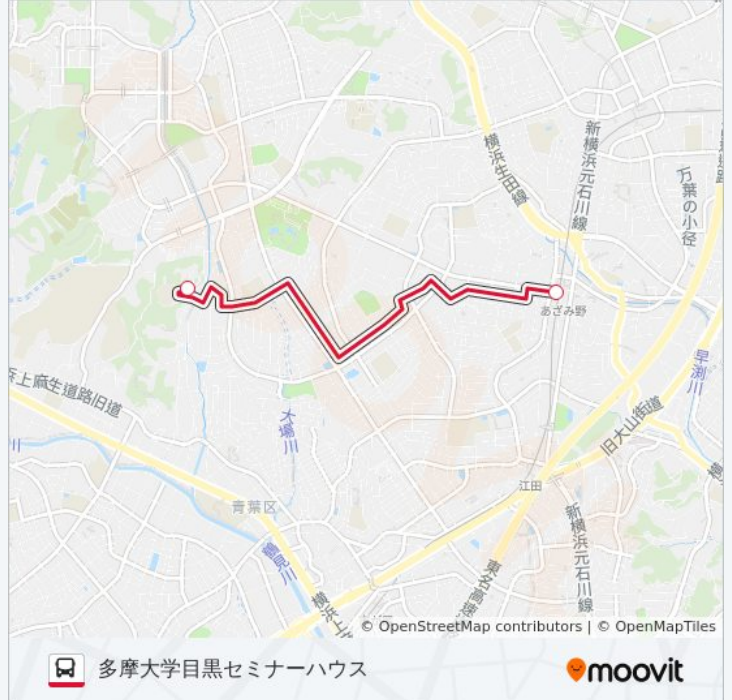 横浜生田線
新横浜元石川線
万葉の小径
あざみ野
早渕川
浜上麻生道路旧道
大場川
旧大山街道
江田
青葉区
新横浜元石川線
鶴見川
東名高速
横浜上
© OpenStreetMap contributors | © OpenMapTiles
多摩大学目黒セミナーハウス
moovit